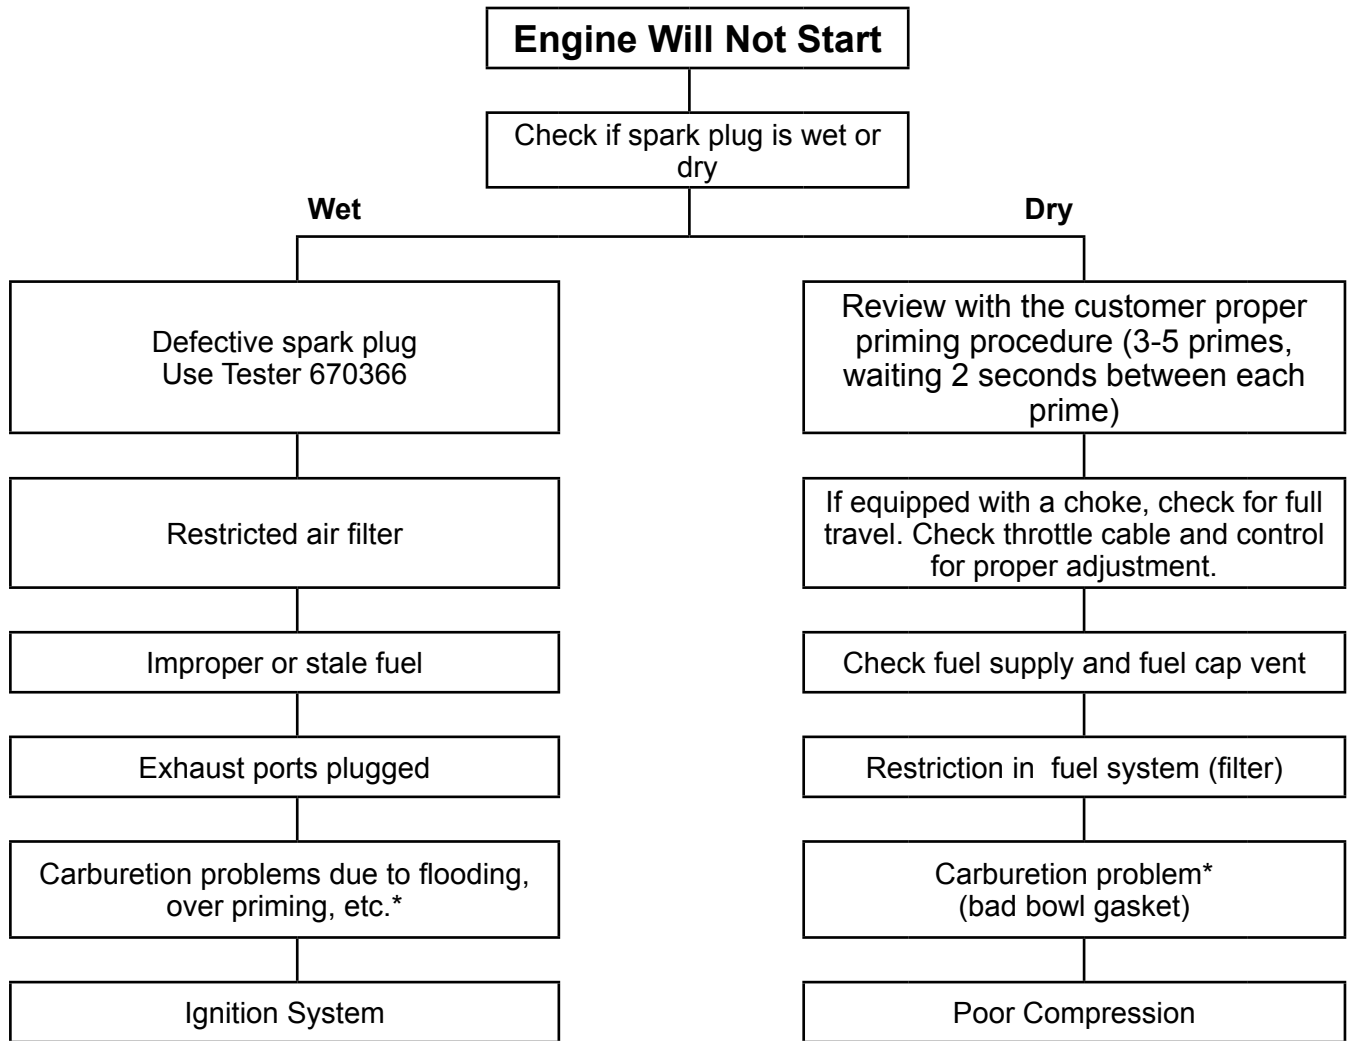 Engine Will Not Start
Check if spark plug is wet or
dry
Wet
Dry
Defective spark plug
Use Tester 670366
Restricted air filter
Improper or stale fuel
Exhaust ports plugged
Carburetion problems due to flooding,
over priming, etc.*
Ignition System
Review with the customer proper
priming procedure (3-5 primes,
waiting 2 seconds between each
prime)
If equipped with a choke, check for full
travel. Check throttle cable and control
for proper adjustment.
Check fuel supply and fuel cap vent
Restriction in  fuel system (filter)
Carburetion problem*
(bad bowl gasket)
Poor Compression